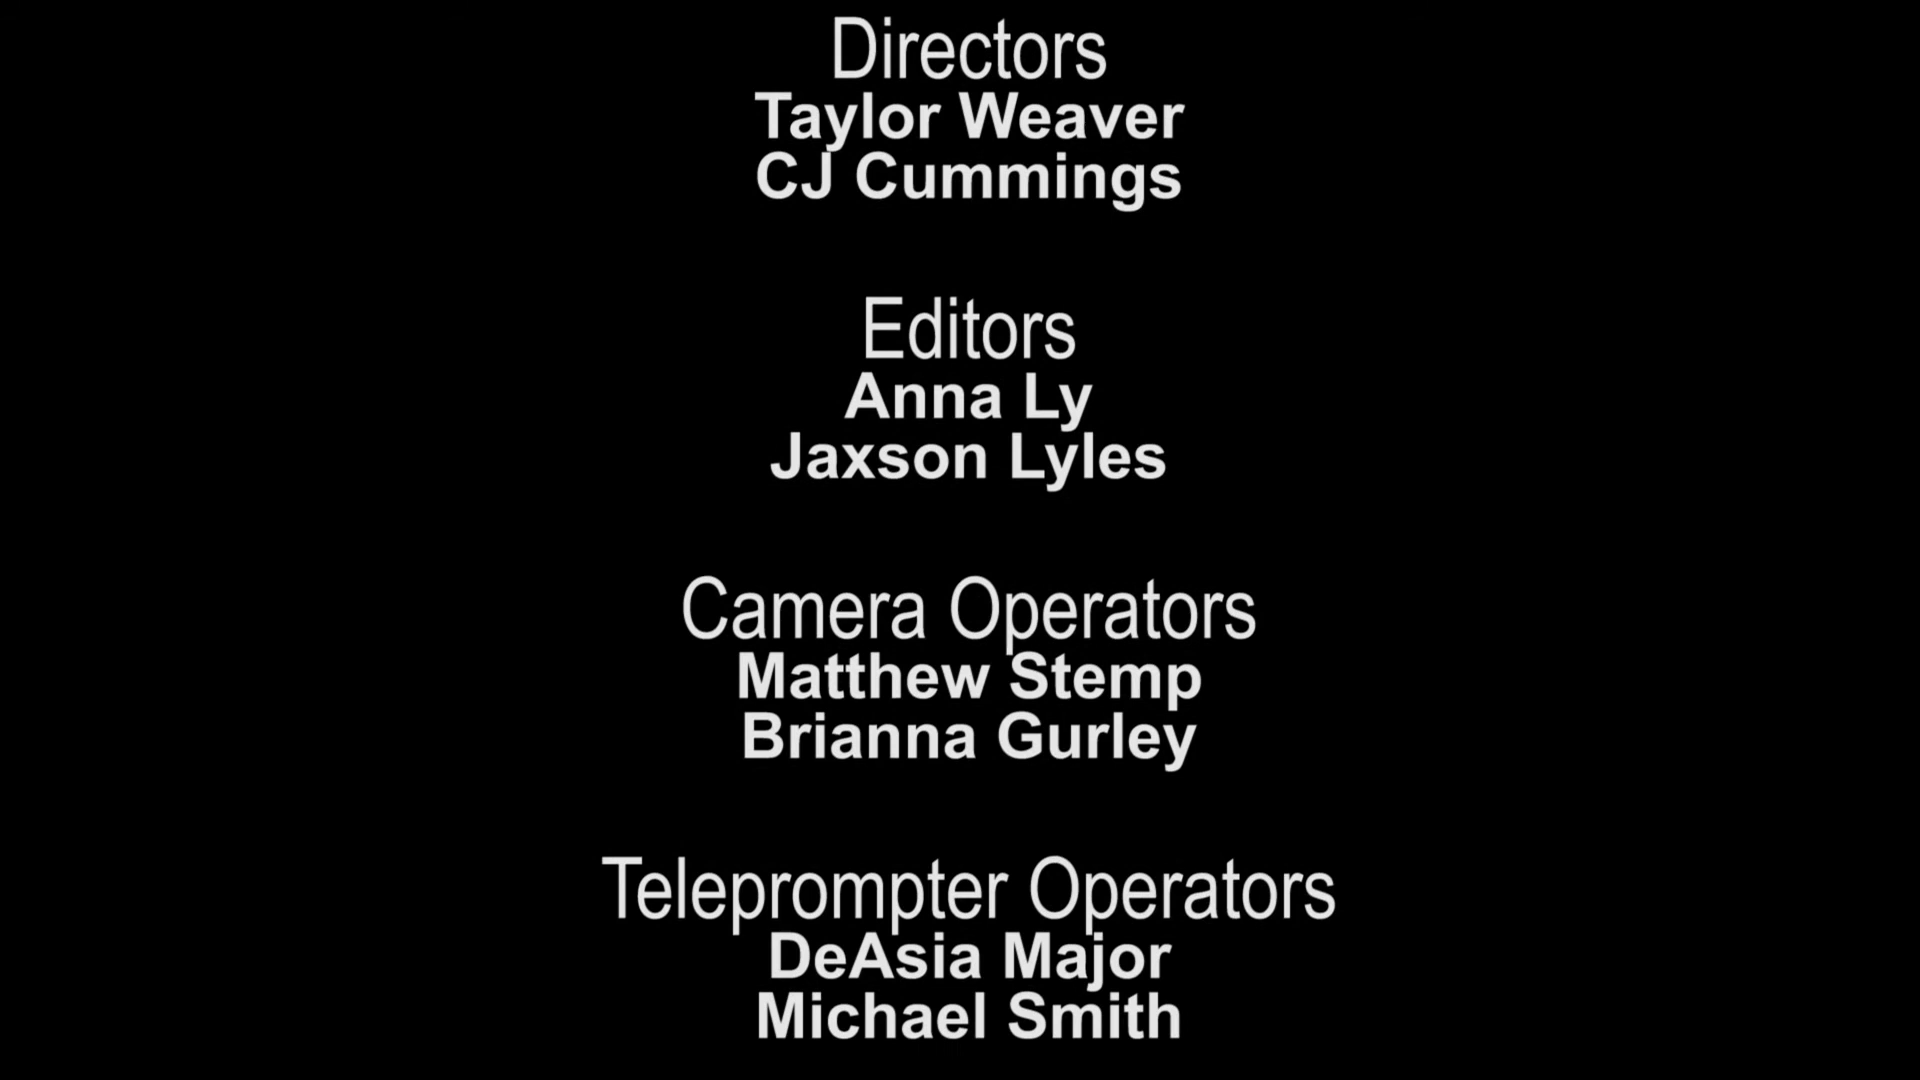 Directors
Taylor Weaver
CJ Cummings
Editors
Anna Ly
Jaxson Lyles
Camera Operators
Matthew Stemp
Brianna Gurley
Teleprompter Operators
DeAsia Major
Michael Smith